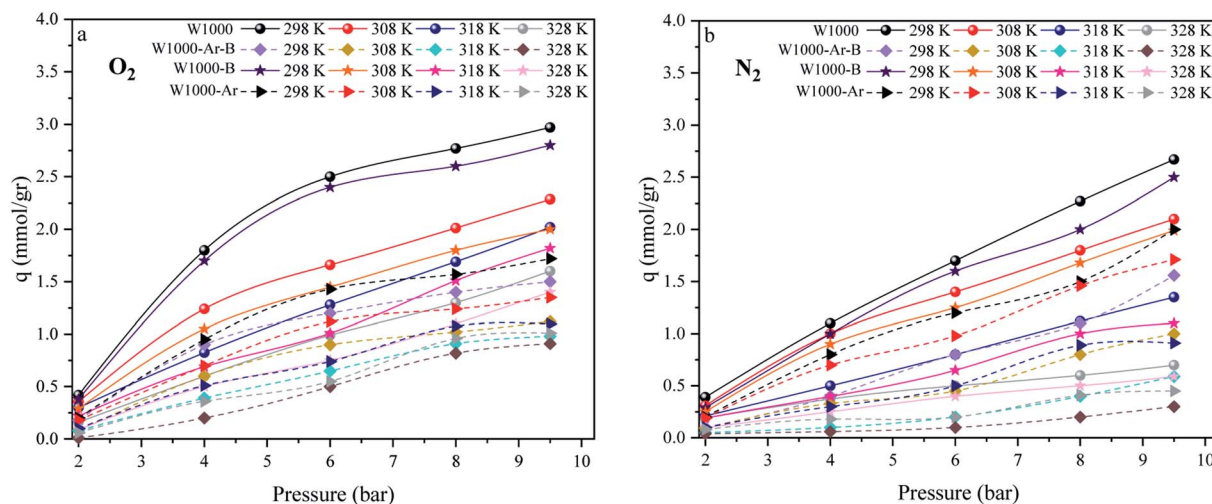 a
O₂
W1000 298 K 308 K 318 K 328 K
W1000-Ar-B 298 K 308 K 318 K 328 K
W1000-B 298 K 308 K 318 K 328 K
W1000-Ar 298 K 308 K 318 K 328 K
q (mmol/gr)
4.0
3.5
3.0
2.5
2.0
1.5
1.0
0.5
0.0
2 3 4 5 6 7 8 9 10
Pressure (bar)
b
N₂
W1000 298 K 308 K 318 K 328 K
W1000-Ar-B 298 K 308 K 318 K 328 K
W1000-B 298 K 308 K 318 K 328 K
W1000-Ar 298 K 308 K 318 K 328 K
q (mmol/gr)
4.0
3.5
3.0
2.5
2.0
1.5
1.0
0.5
0.0
2 3 4 5 6 7 8 9 10
Pressure (bar)